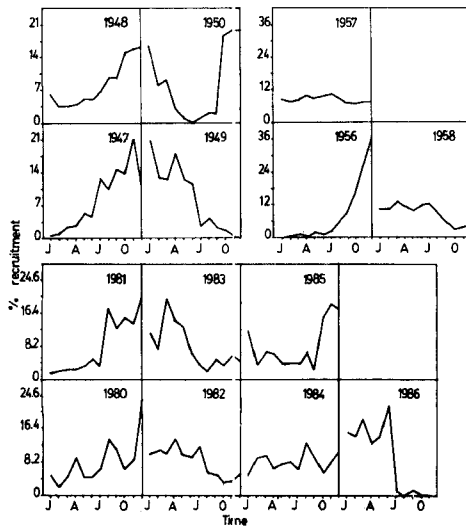 21 1948 1950 36 1957
14 24
7 12
0 0
21 1947 1949 36 1956 1958
14 24
7 12
0 0
J A J O J A J O J A J O J A J O
% recruitment
24.6 1981 1983 1985
16.4
8.2
0
24.6 1980 1982 1984 1986
16.4
8.2
0
J A J O J A J O J A J O J A J O
Time